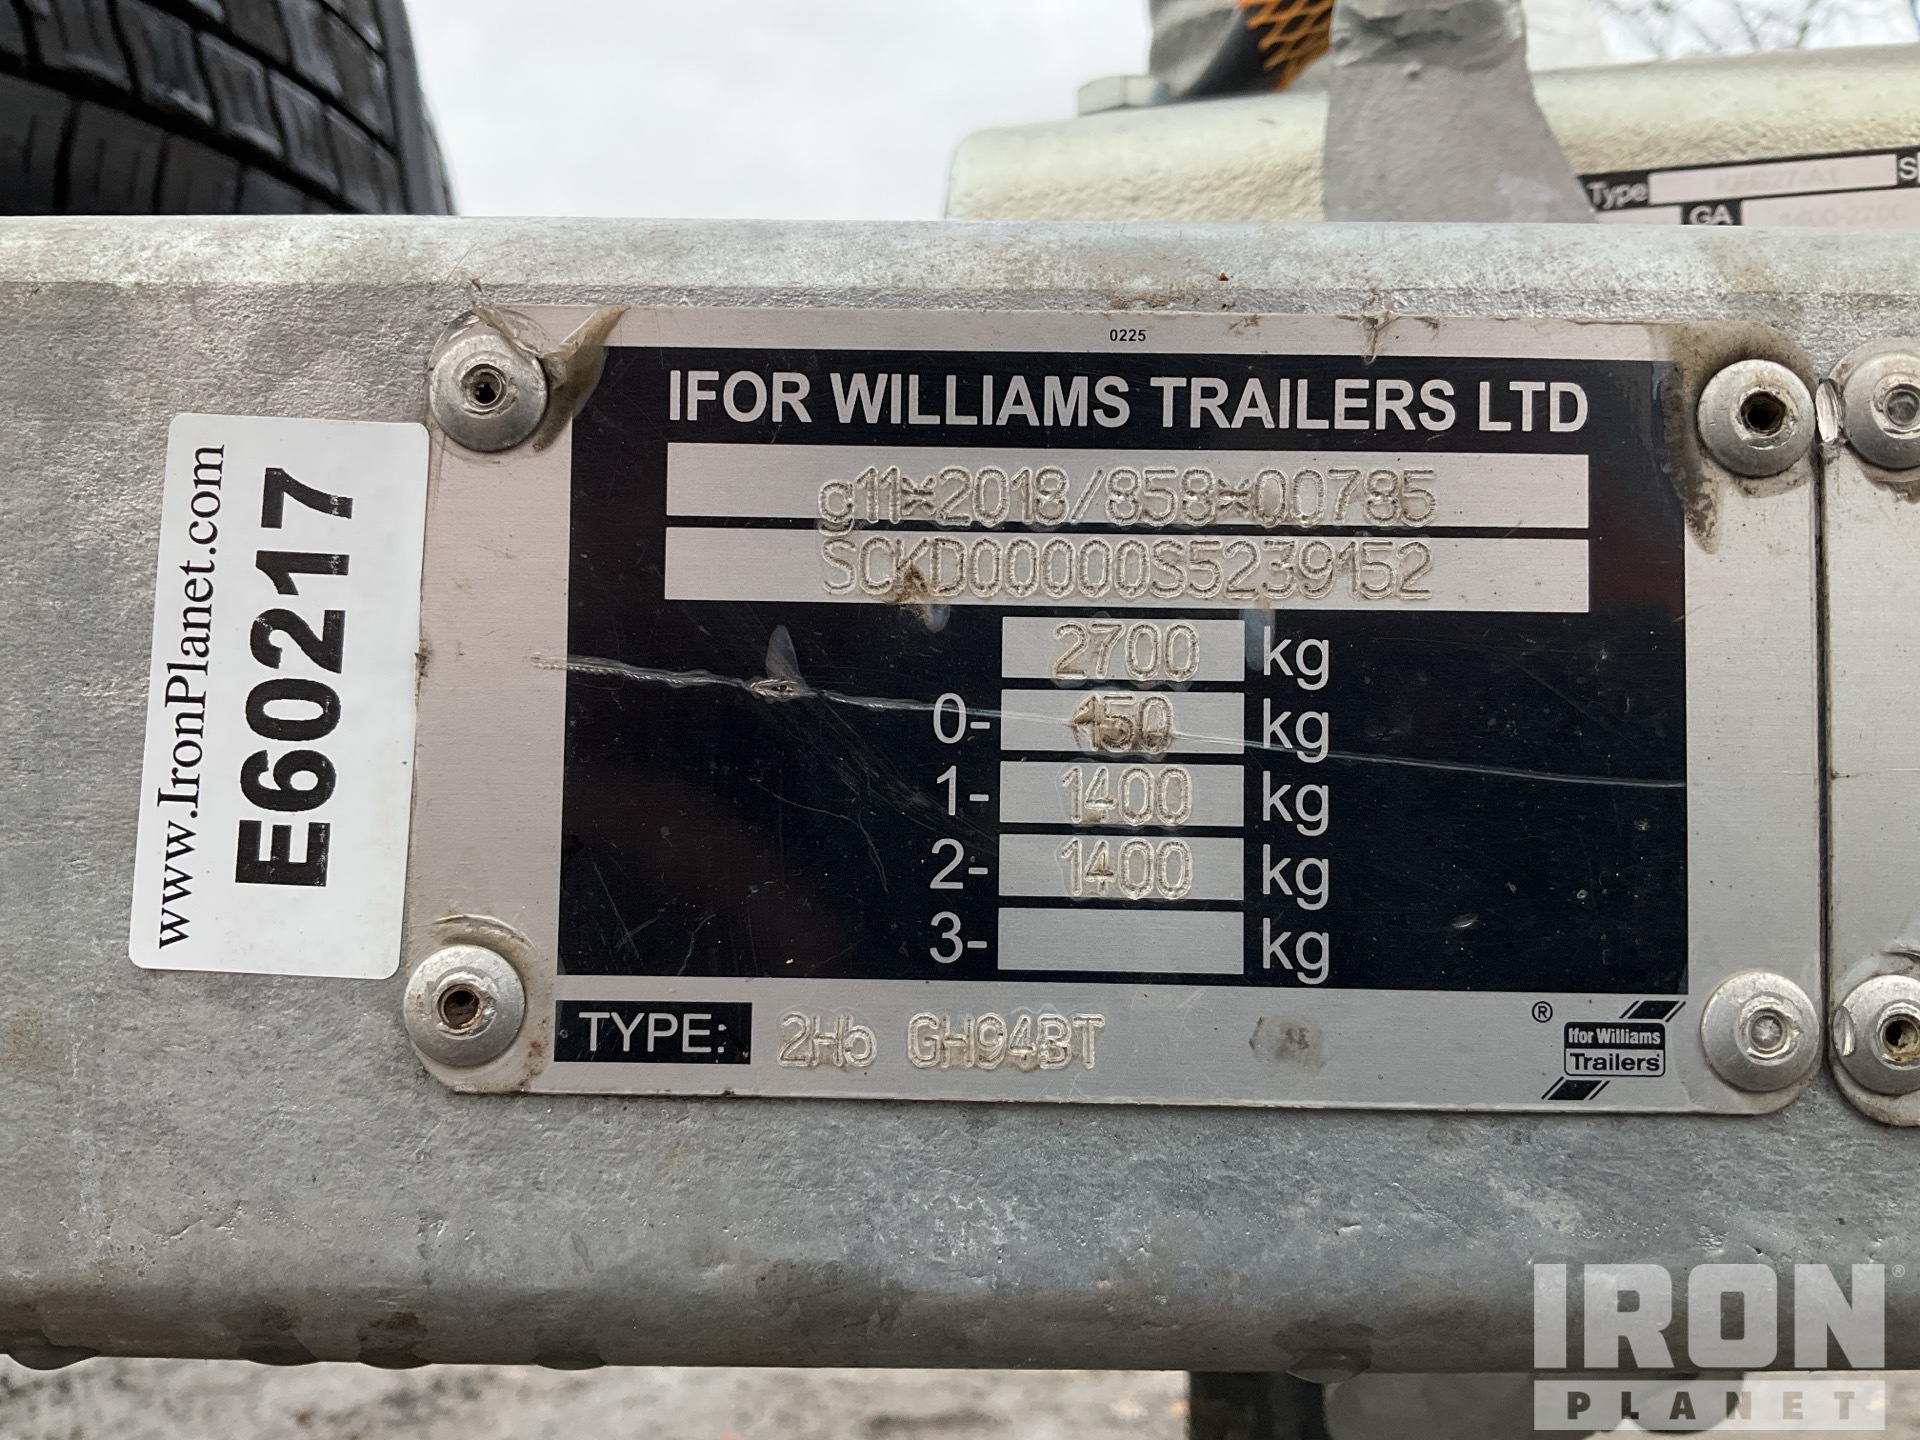 Type
S
GA
0225
IFOR WILLIAMS TRAILERS LTD
g11*2018/858*00785
SCKD00000S5239152
2700 kg
0- 150 kg
1- 1400 kg
2- 1400 kg
3- kg
TYPE: 2Hb GH94BT
®
Ifor Williams
Trailers
www.IronPlanet.com
E60217
IRON®
PLANET